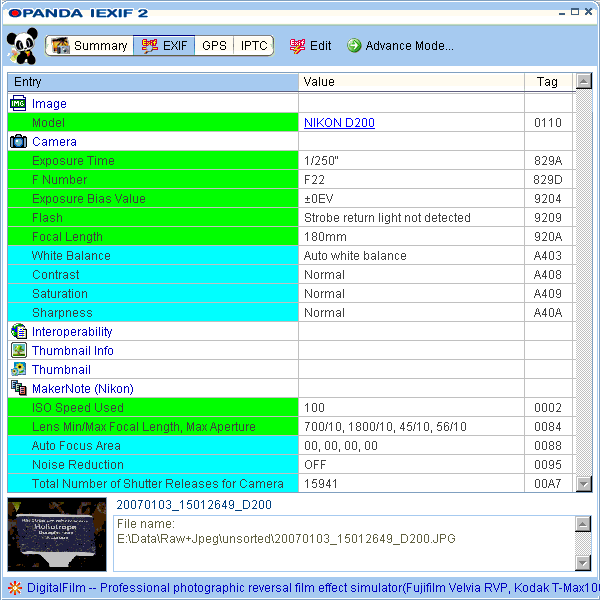 OPANDA IEXIF 2
Summary EXIF GPS IPTC Edit Advance Mode...
Entry Value Tag
IMG Image
Model NIKON D200 0110
Camera
Exposure Time 1/250" 829A
F Number F22 829D
Exposure Bias Value ±0EV 9204
Flash Strobe return light not detected 9209
Focal Length 180mm 920A
White Balance Auto white balance A403
Contrast Normal A408
Saturation Normal A409
Sharpness Normal A40A
Interoperability
Thumbnail Info
Thumbnail
MakerNote (Nikon)
ISO Speed Used 100 0002
Lens Min/Max Focal Length, Max Aperture 700/10, 1800/10, 45/10, 56/10 0084
Auto Focus Area 00, 00, 00, 00 0088
Noise Reduction OFF 0095
Total Number of Shutter Releases for Camera 15941 00A7
20070103_15012649_D200
File name:
E:\Data\Raw+Jpeg\unsorted\20070103_15012649_D200.JPG
Heliotrope
DigitalFilm -- Professional photographic reversal film effect simulator(Fujifilm Velvia RVP, Kodak T-Max100